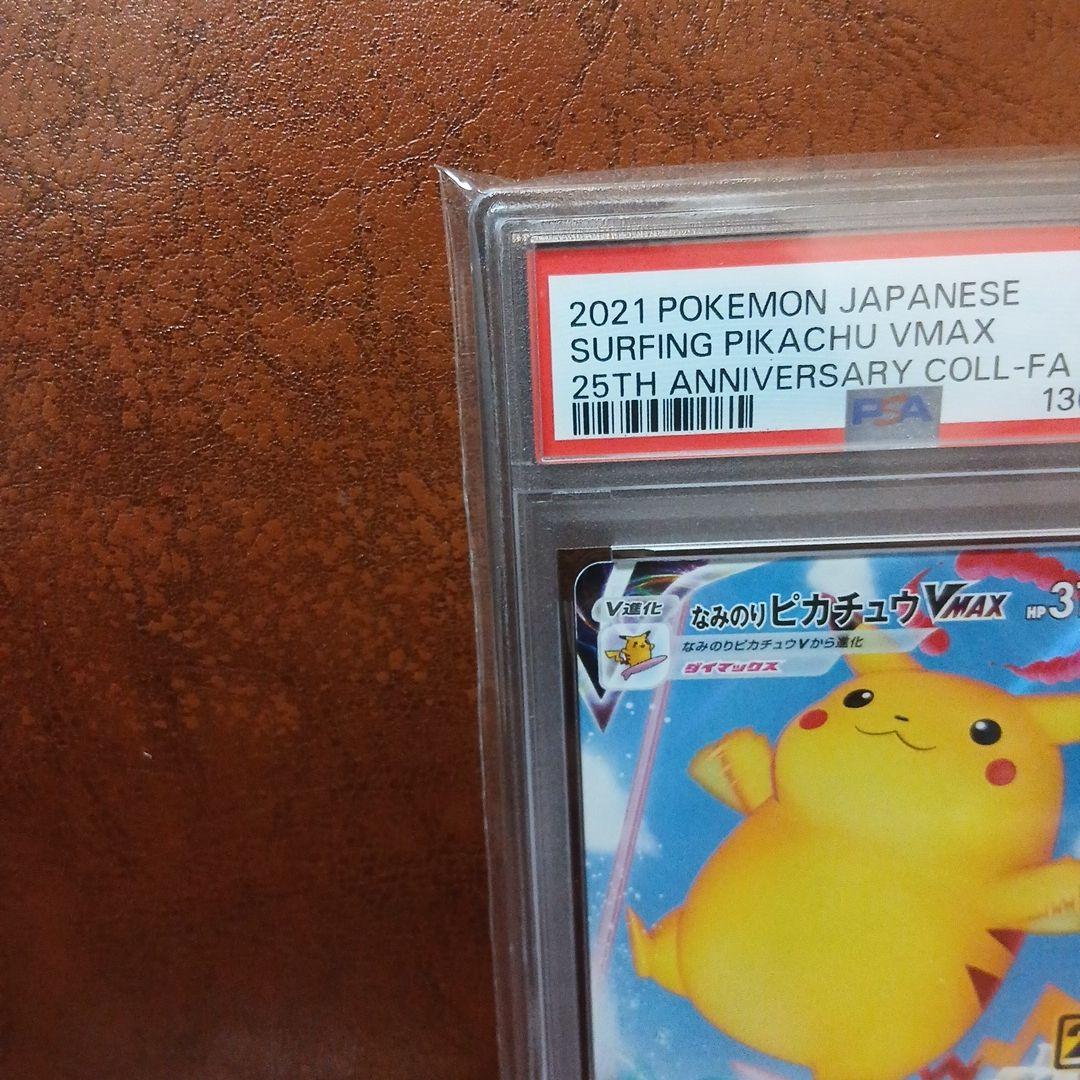 2021 POKEMON JAPANESE
SURFING PIKACHU VMAX
25TH ANNIVERSARY COLL-FA
PSA
V進化
なみのりピカチュウVMAX HP
なみのりピカチュウVから進化
ダイマックス